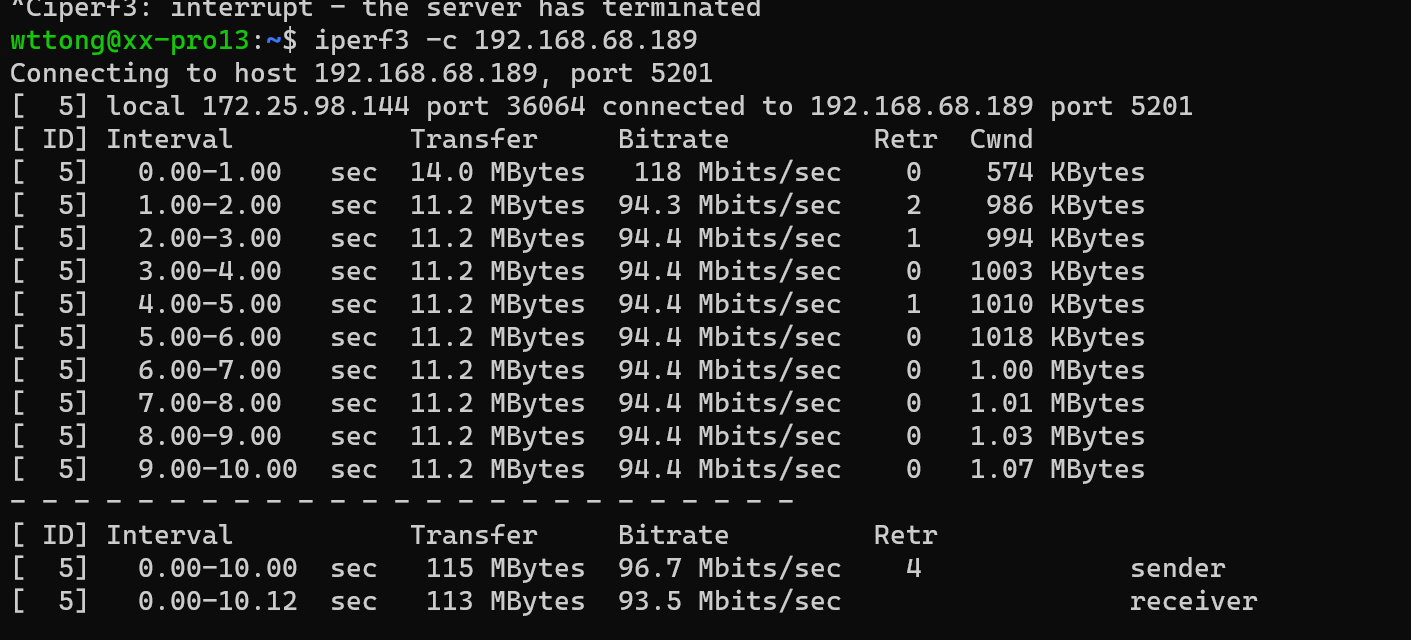 ^Ciperf3: interrupt - the server has terminated
wttong@xx-pro13:~$ iperf3 -c 192.168.68.189
Connecting to host 192.168.68.189, port 5201
[  5] local 172.25.98.144 port 36064 connected to 192.168.68.189 port 5201
[ ID] Interval           Transfer     Bitrate         Retr  Cwnd
[  5]   0.00-1.00   sec  14.0 MBytes   118 Mbits/sec    0    574 KBytes
[  5]   1.00-2.00   sec  11.2 MBytes  94.3 Mbits/sec    2    986 KBytes
[  5]   2.00-3.00   sec  11.2 MBytes  94.4 Mbits/sec    1    994 KBytes
[  5]   3.00-4.00   sec  11.2 MBytes  94.4 Mbits/sec    0   1003 KBytes
[  5]   4.00-5.00   sec  11.2 MBytes  94.4 Mbits/sec    1   1010 KBytes
[  5]   5.00-6.00   sec  11.2 MBytes  94.4 Mbits/sec    0   1018 KBytes
[  5]   6.00-7.00   sec  11.2 MBytes  94.4 Mbits/sec    0   1.00 MBytes
[  5]   7.00-8.00   sec  11.2 MBytes  94.4 Mbits/sec    0   1.01 MBytes
[  5]   8.00-9.00   sec  11.2 MBytes  94.4 Mbits/sec    0   1.03 MBytes
[  5]   9.00-10.00  sec  11.2 MBytes  94.4 Mbits/sec    0   1.07 MBytes
- - - - - - - - - - - - - - - - - - - - - - - - -
[ ID] Interval           Transfer     Bitrate         Retr
[  5]   0.00-10.00  sec   115 MBytes  96.7 Mbits/sec    4             sender
[  5]   0.00-10.12  sec   113 MBytes  93.5 Mbits/sec                  receiver